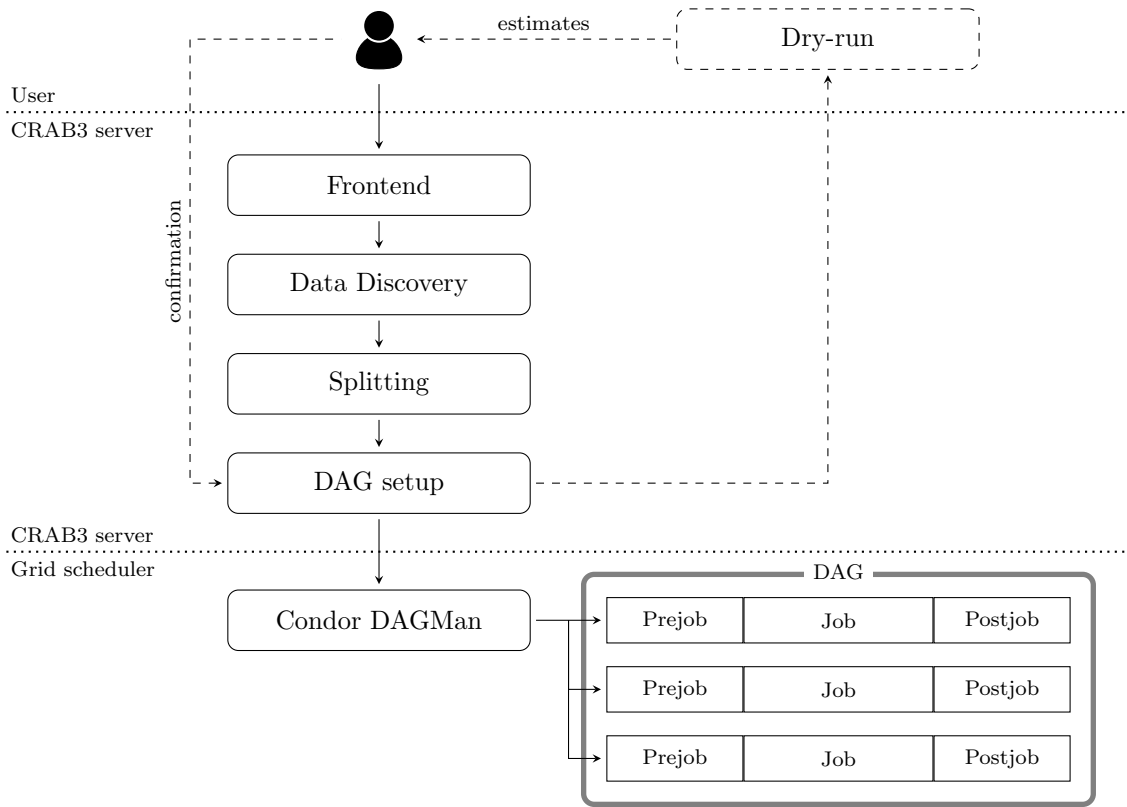 estimates
Dry-run
User
CRAB3 server
Frontend
confirmation
Data Discovery
Splitting
DAG setup
CRAB3 server
Grid scheduler
DAG
Condor DAGMan
Prejob Job Postjob
Prejob Job Postjob
Prejob Job Postjob